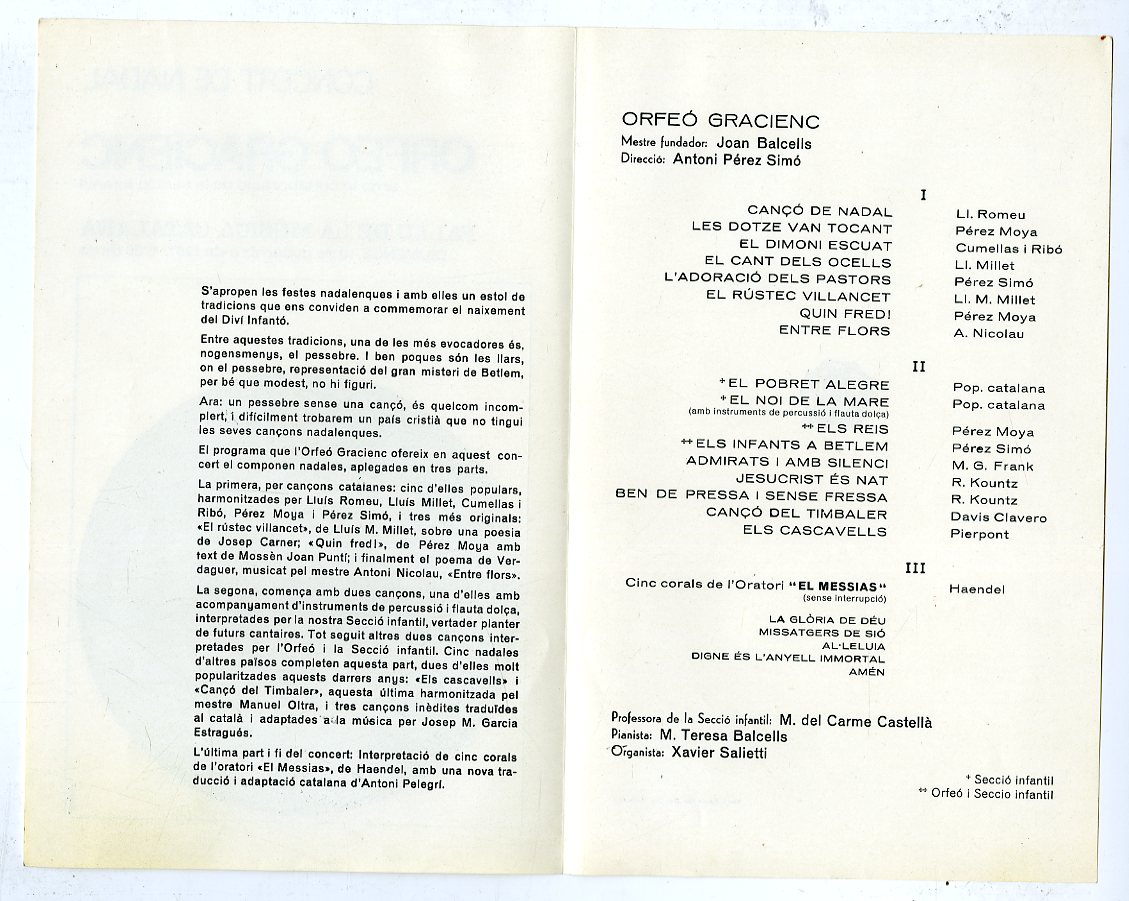 S'apropen les festes nadalenques i amb elles un estol de
tradicions que ens conviden a commemorar el naixement
del Diví Infantó.
Entre aquestes tradicions, una de les més evocadores és,
nogensmenys, el pessebre. I ben poques són les llars,
on el pessebre, representació del gran misteri de Betlem,
per bé que modest, no hi figuri.
Ara: un pessebre sense una cançó, és quelcom incom-
plert, i difícilment trobarem un país cristià que no tingui
les seves cançons nadalenques.
El programa que l'Orfeó Gracienc ofereix en aquest con-
cert el componen nadales, aplegades en tres parts.
La primera, per cançons catalanes: cinc d'elles populars,
harmonitzades per Lluís Romeu, Lluís Millet, Cumellas i
Ribó, Pérez Moya i Pérez Simó, i tres més originals:
«El rústec villancet», de Lluís M. Millet, sobre una poesia
de Josep Carner; «Quin fred!», de Pérez Moya amb
text de Mossèn Joan Puntí; i finalment el poema de Ver-
daguer, musicat pel mestre Antoni Nicolau, «Entre flors».
La segona, comença amb dues cançons, una d'elles amb
acompanyament d'instruments de percussió i flauta dolça,
interpretades per la nostra Secció infantil, vertader planter
de futurs cantaires. Tot seguit altres dues cançons inter-
pretades per l'Orfeó i la Secció infantil. Cinc nadales
d'altres països completen aquesta part, dues d'elles molt
popularitzades aquests darrers anys: «Els cascavells» i
«Cançó del Timbaler», aquesta última harmonitzada pel
mestre Manuel Oltra, i tres cançons inèdites traduïdes
al català i adaptades a la música per Josep M. Garcia
Estragués.
L'última part i fi del concert: Interpretació de cinc corals
de l'oratori «El Messias», de Haendel, amb una nova tra-
ducció i adaptació catalana d'Antoni Pelegrí.
ORFEÓ GRACIENC
Mestre fundador: Joan Balcells
Direcció: Antoni Pérez Simó
I
CANÇÓ DE NADAL Ll. Romeu
LES DOTZE VAN TOCANT Pérez Moya
EL DIMONI ESCUAT Cumellas i Ribó
EL CANT DELS OCELLS Ll. Millet
L'ADORACIÓ DELS PASTORS Pérez Simó
EL RÚSTEC VILLANCET Ll. M. Millet
QUIN FRED! Pérez Moya
ENTRE FLORS A. Nicolau
II
+ EL POBRET ALEGRE Pop. catalana
+ EL NOI DE LA MARE Pop. catalana
(amb instruments de percussió i flauta dolça)
++ ELS REIS Pérez Moya
++ ELS INFANTS A BETLEM Pérez Simó
ADMIRATS I AMB SILENCI M. G. Frank
JESUCRIST ÉS NAT R. Kountz
BEN DE PRESSA I SENSE FRESSA R. Kountz
CANÇÓ DEL TIMBALER Davis Clavero
ELS CASCAVELLS Pierpont
III
Cinc corals de l'Oratori "EL MESSIAS" Haendel
(sense interrupció)
LA GLÒRIA DE DÉU
MISSATGERS DE SIÓ
AL·LELUIA
DIGNE ÉS L'ANYELL IMMORTAL
AMÉN
Professora de la Secció infantil: M. del Carme Castellà
Pianista: M. Teresa Balcells
Organista: Xavier Salietti
+ Secció infantil
++ Orfeó i Seccio infantil